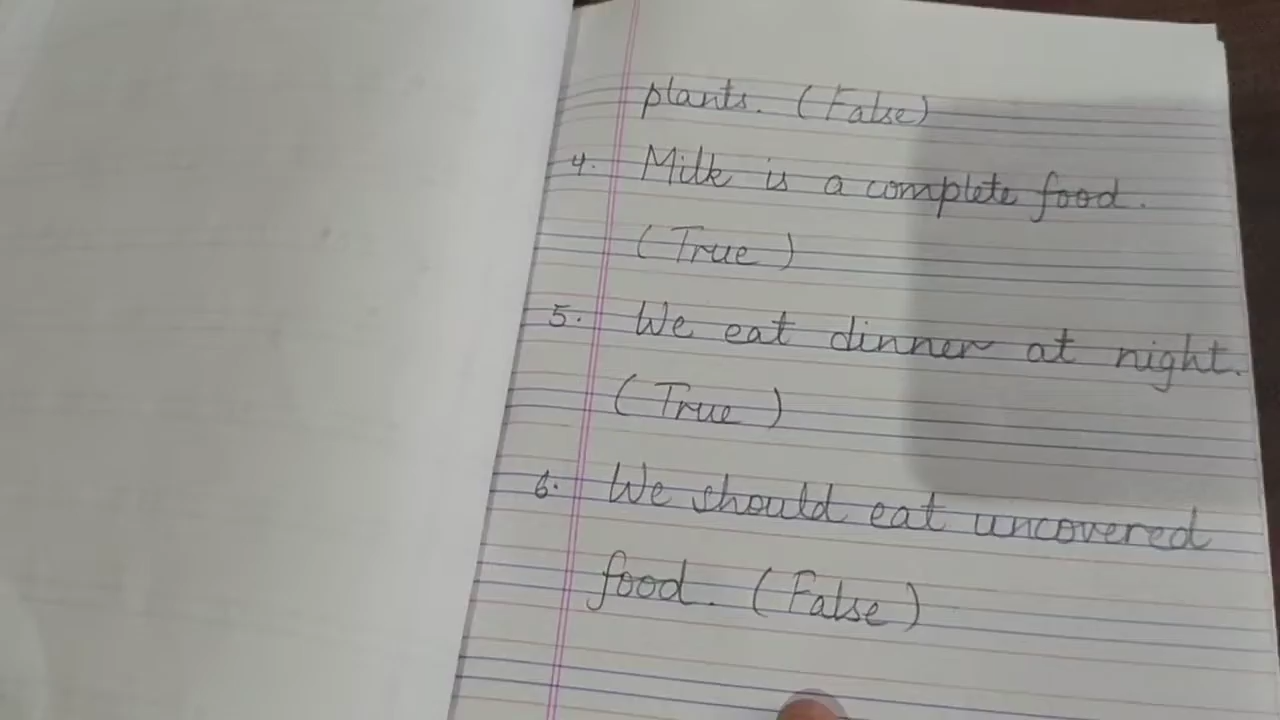 plants. (False)
4. Milk is a complete food.
(True)
5. We eat dinner at night.
(True)
6. We should eat uncovered
food. (False)